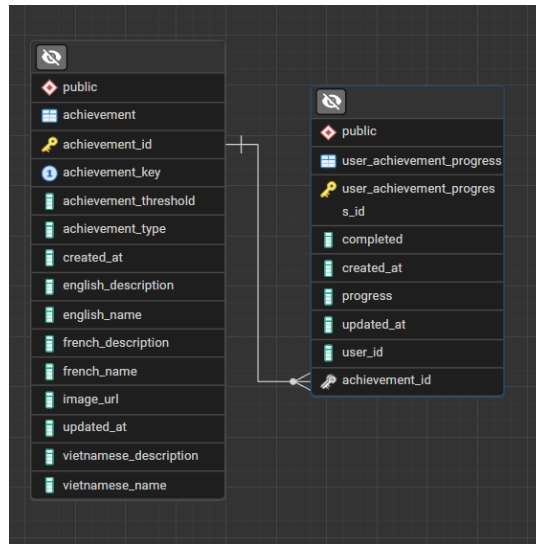 public
achievement
achievement_id
1
achievement_key
achievement_threshold
achievement_type
created_at
english_description
english_name
french_description
french_name
image_url
updated_at
vietnamese_description
vietnamese_name
public
user_achievement_progress
user_achievement_progres
s_id
completed
created_at
progress
updated_at
user_id
achievement_id